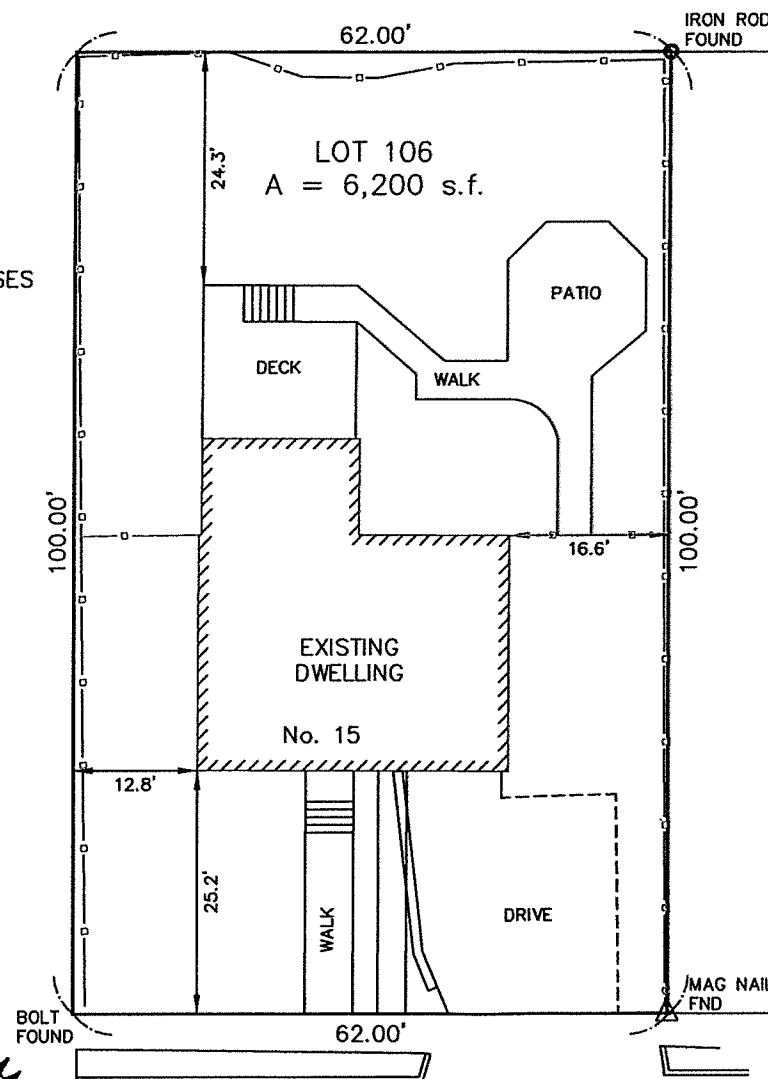 IRON ROD
FOUND
62.00'
24.3'
LOT 106
A = 6,200 s.f.
SES
PATIO
DECK
WALK
100.00'
100.00'
16.6'
EXISTING
DWELLING
No. 15
12.8'
25.2'
WALK
DRIVE
MAG NAIL
FND
BOLT
FOUND
62.00'